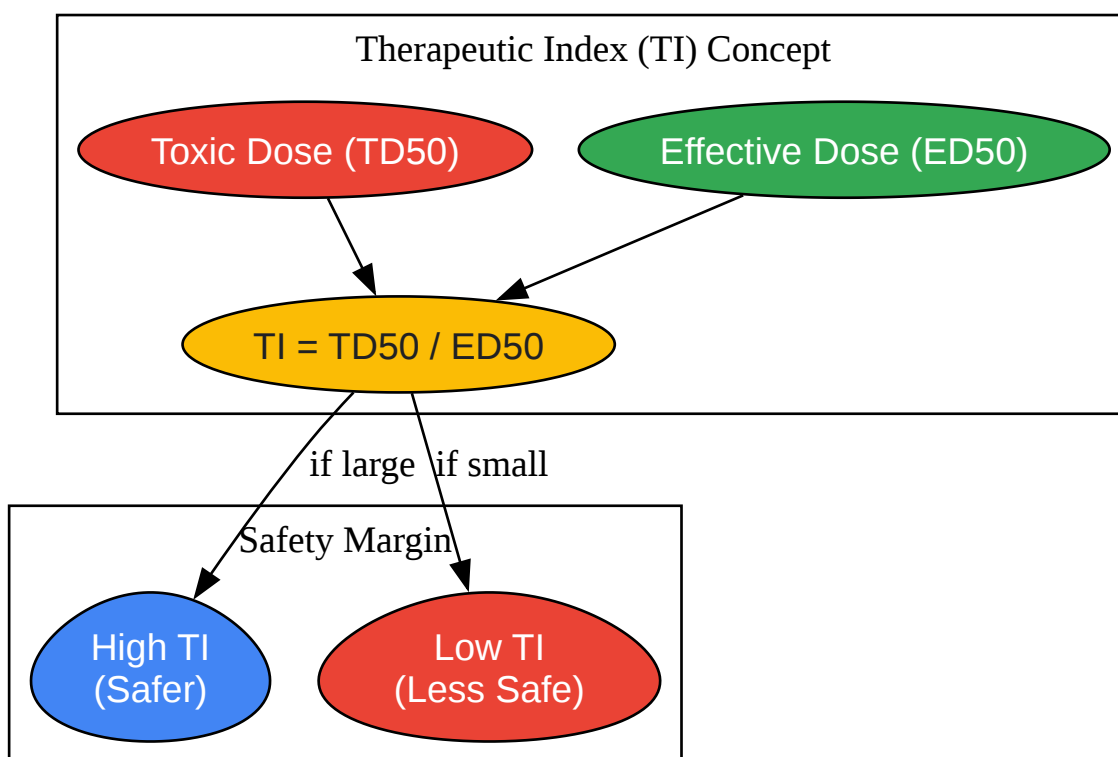 Therapeutic Index (TI) Concept
Toxic Dose (TD50)
Effective Dose (ED50)
TI = TD50 / ED50
if large
if small
Safety Margin
High TI
(Safer)
Low TI
(Less Safe)